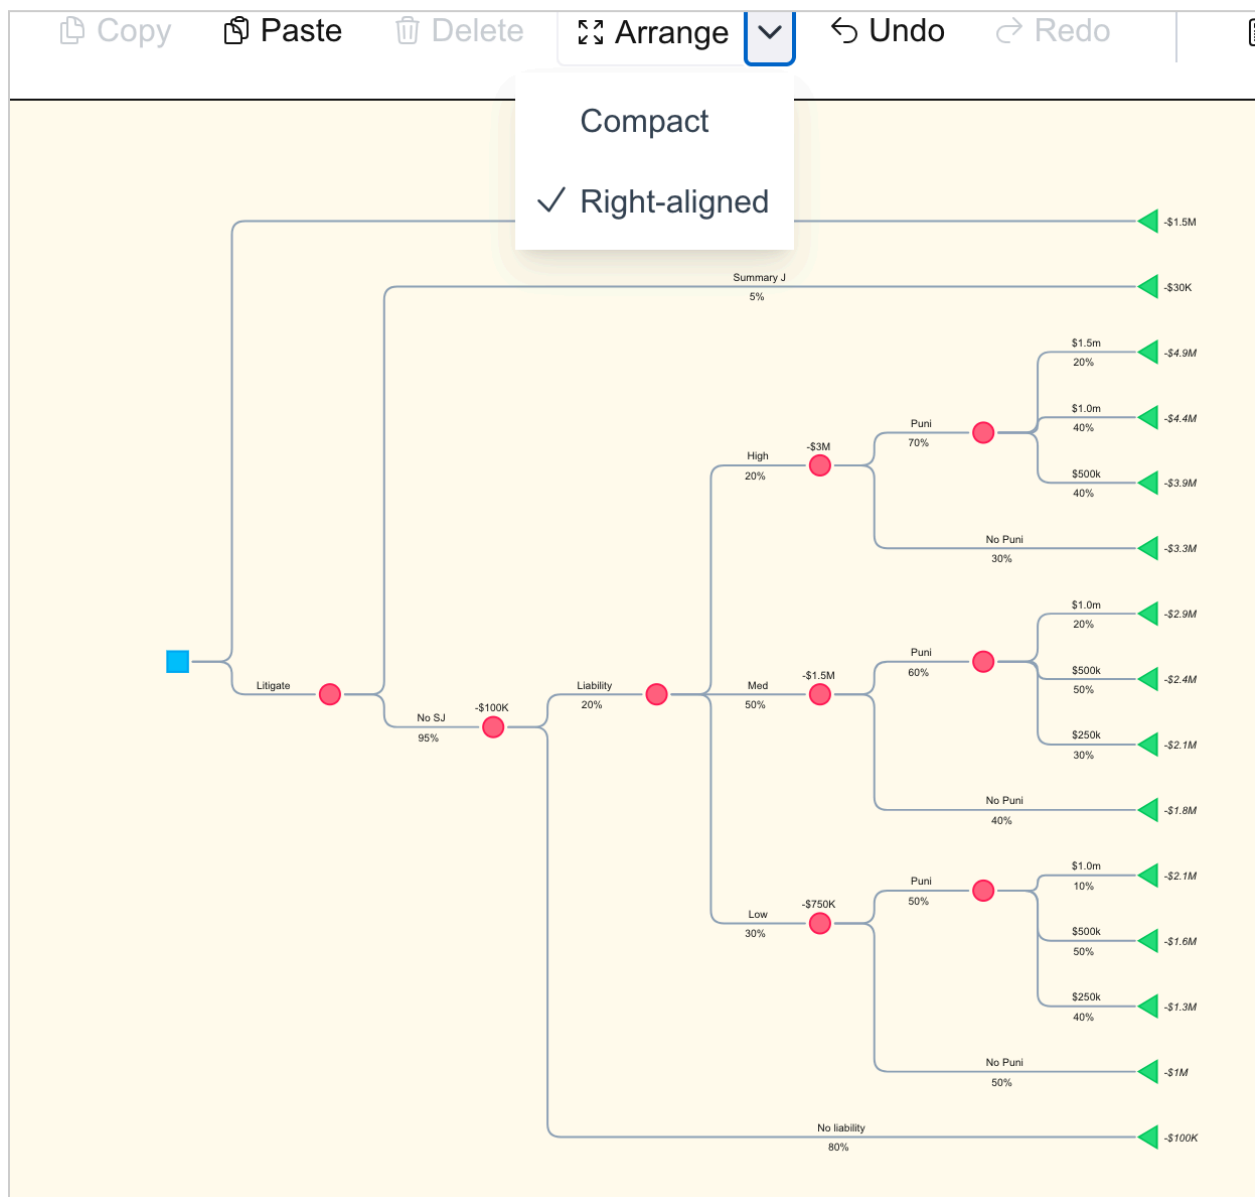 Copy Paste Delete Arrange Undo Redo
Compact
Right-aligned
-$1.5M
Summary J
5%
-$30K
$1.5m
20%
-$4.9M
$1.0m
40%
-$4.4M
Puni
70%
-$3M
High
20%
$500k
40%
-$3.9M
No Puni
30%
-$3.3M
$1.0m
20%
-$2.9M
Puni
60%
-$1.5M
$500k
50%
-$2.4M
Litigate
Liability
20%
Med
50%
-$100K
No SJ
95%
$250k
30%
-$2.1M
No Puni
40%
-$1.8M
$1.0m
10%
-$2.1M
Puni
50%
-$750K
Low
30%
$500k
50%
-$1.6M
$250k
40%
-$1.3M
No Puni
50%
-$1M
No liability
80%
-$100K